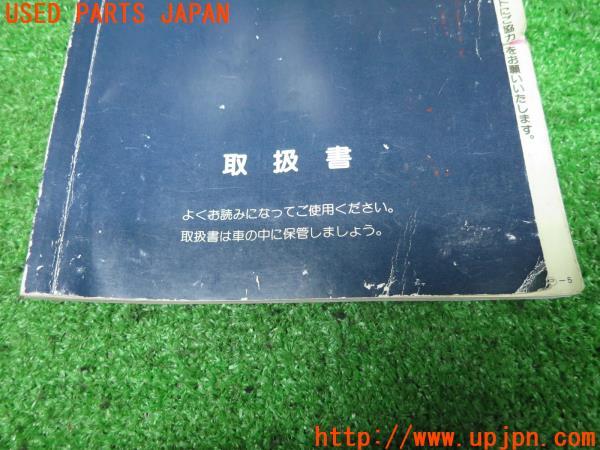 USED PARTS JAPAN
にご協力をお願いいたします。
取扱書
よくお読みになってご使用ください。
取扱書は車の中に保管しましょう。
-5
http://www.upjpn.com/